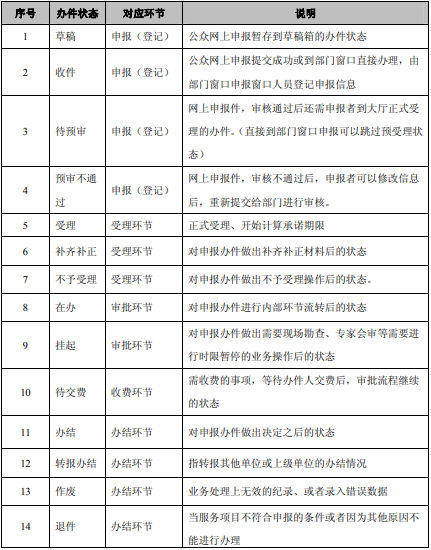 序号 办件状态 对应环节 说明
1 草稿 申报（登记） 公众网上申报暂存到草稿箱的办件状态
2 收件 申报（登记） 公众网上申报提交成功或到部门窗口直接办理，由
部门窗口申报窗口人员登记申报信息
3 待预审 申报（登记） 网上申报件，审核通过后还需申报者到大厅正式受
理的办件。（直接到部门窗口申报可以跳过预受理状
态）
4 预审不通
过 申报（登记） 网上申报件，审核不通过后，申报者可以修改信息
后，重新提交给部门进行审核。
5 受理 受理环节 正式受理、开始计算承诺期限
6 补齐补正 受理环节 对申报办件做出补齐补正材料后的状态
7 不予受理 受理环节 对申报办件做出不予受理操作后的状态。
8 在办 审批环节 对申报办件进行内部环节流转后的状态
9 挂起 审批环节 对申报办件做出需要现场勘查、专家会审等需要进
行时限暂停的业务操作后的状态
10 待交费 收费环节 需收费的事项，等待办件人交费后，审批流程继续
的状态
11 办结 办结环节 对申报办件做出决定之后的状态
12 转报办结 办结环节 指转报其他单位或上级单位的办结情况
13 作废 办结环节 业务处理上无效的纪录、或者录入错误数据
14 退件 办结环节 当服务项目不符合申报的条件或者因为其他原因不
能进行办理